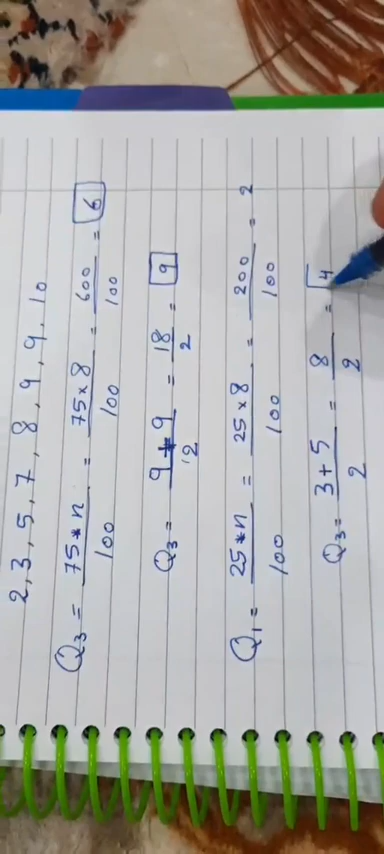 2, 3, 5, 7, 8, 9, 9, 10
Q₃ = 75*n/100 = 75×8/100 = 600/100 = 6
Q₃ = 9+9/2 = 18/2 = 9
Q₁ = 25*n/100 = 25×8/100 = 200/100 = 2
Q₃ = 3+5/2 = 8/2 = 4